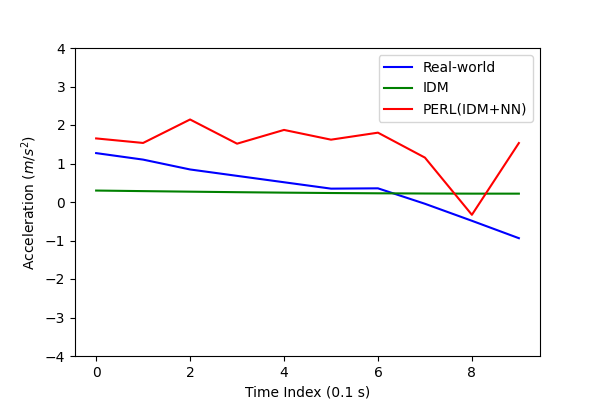 4
3
2
1
0
−1
−2
−3
−4
Acceleration (m/s²)
0 2 4 6 8
Time Index (0.1 s)
Real-world
IDM
PERL(IDM+NN)